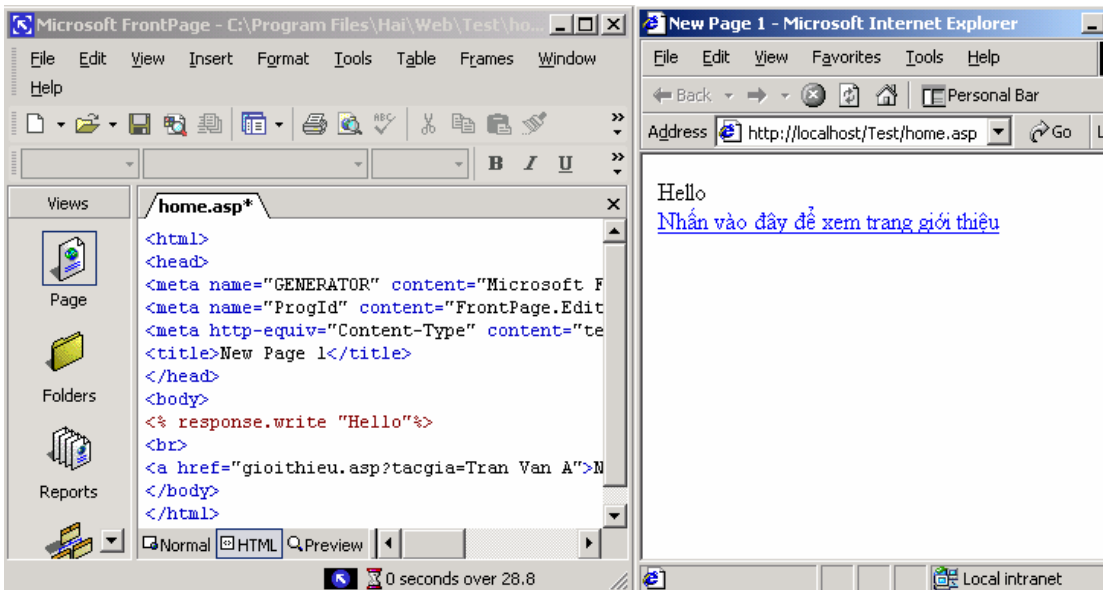 Microsoft FrontPage - C:\Program Files\Hai\Web\Test\ho...
File Edit View Insert Format Tools Table Frames Window
Help
B I U
Views
Page
Folders
Reports
home.asp*
<html>
<head>
<meta name="GENERATOR" content="Microsoft F
<meta name="ProgId" content="FrontPage.Edit
<meta http-equiv="Content-Type" content="te
<title>New Page 1</title>
</head>
<body>
<% response.write "Hello"%>
<br>
<a href="gioithieu.asp?tacgia=Tran Van A">N
</body>
</html>
Normal HTML Preview
0 seconds over 28.8
New Page 1 - Microsoft Internet Explorer
File Edit View Favorites Tools Help
Back Personal Bar
Address http://localhost/Test/home.asp Go L
Hello
Nhấn vào đây để xem trang giới thiệu
Local intranet